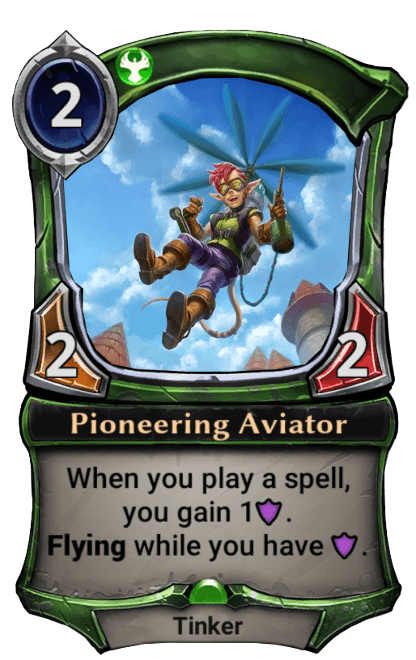 2
2
2
Pioneering Aviator
When you play a spell,
you gain 1.
Flying while you have .
Tinker